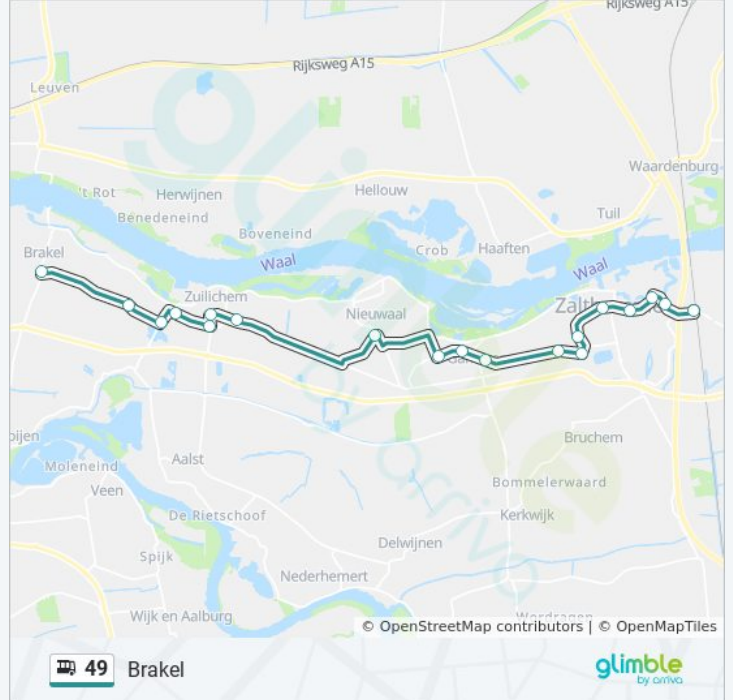 Rijksweg A15
Rijksweg A15
Leuven
Waardenburg
't Rot
Herwijnen
Hellouw
Benedeneind
Tuil
Boveneind
Crob
Haaften
Brakel
Waal
Waal
Zuilichem
Nieuwaal
Bruchem
Moleneind
Aalst
Veen
Bommelerwaard
De Rietschoof
Kerkwijk
Delwijnen
Spijk
Nederhemert
Wijk en Aalburg
© OpenStreetMap contributors | © OpenMapTiles
49 Brakel
glimble
by arriva